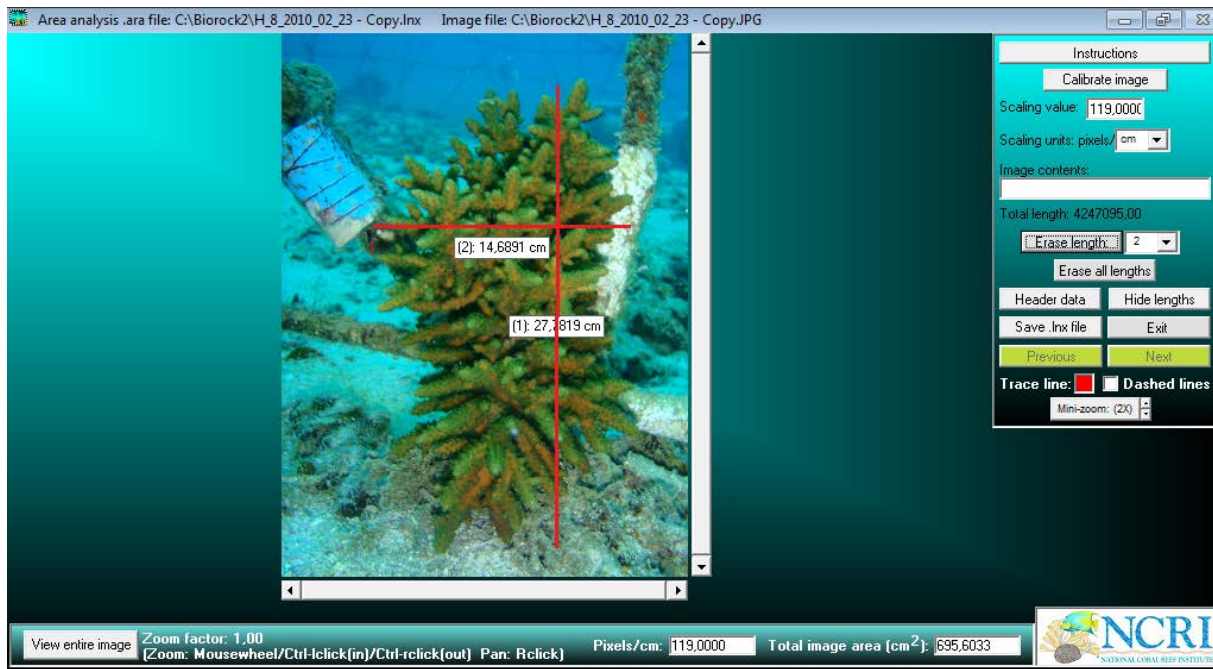 Area analysis .ara file: C:\Biorock2\H_8_2010_02_23 - Copy.lnx Image file: C:\Biorock2\H_8_2010_02_23 - Copy.JPG
Instructions
Calibrate image
Scaling value: 119,0000
Scaling units: pixels/ cm
Image contents:
Total length: 4247095,00
Erase length: 2
Erase all lengths
Header data Hide lengths
Save .lnx file Exit
Previous Next
Trace line: Dashed lines
Mini-zoom: (2X)
(2): 14,6891 cm
(1): 27,7819 cm
View entire image
Zoom factor: 1,00
(Zoom: Mousewheel/Ctrl-lclick(in)/Ctrl-rclick(out) Pan: Rclick)
Pixels/cm: 119,0000 Total image area (cm2): 695,6033
NCRI
NATIONAL CORAL REEF INSTITUTE